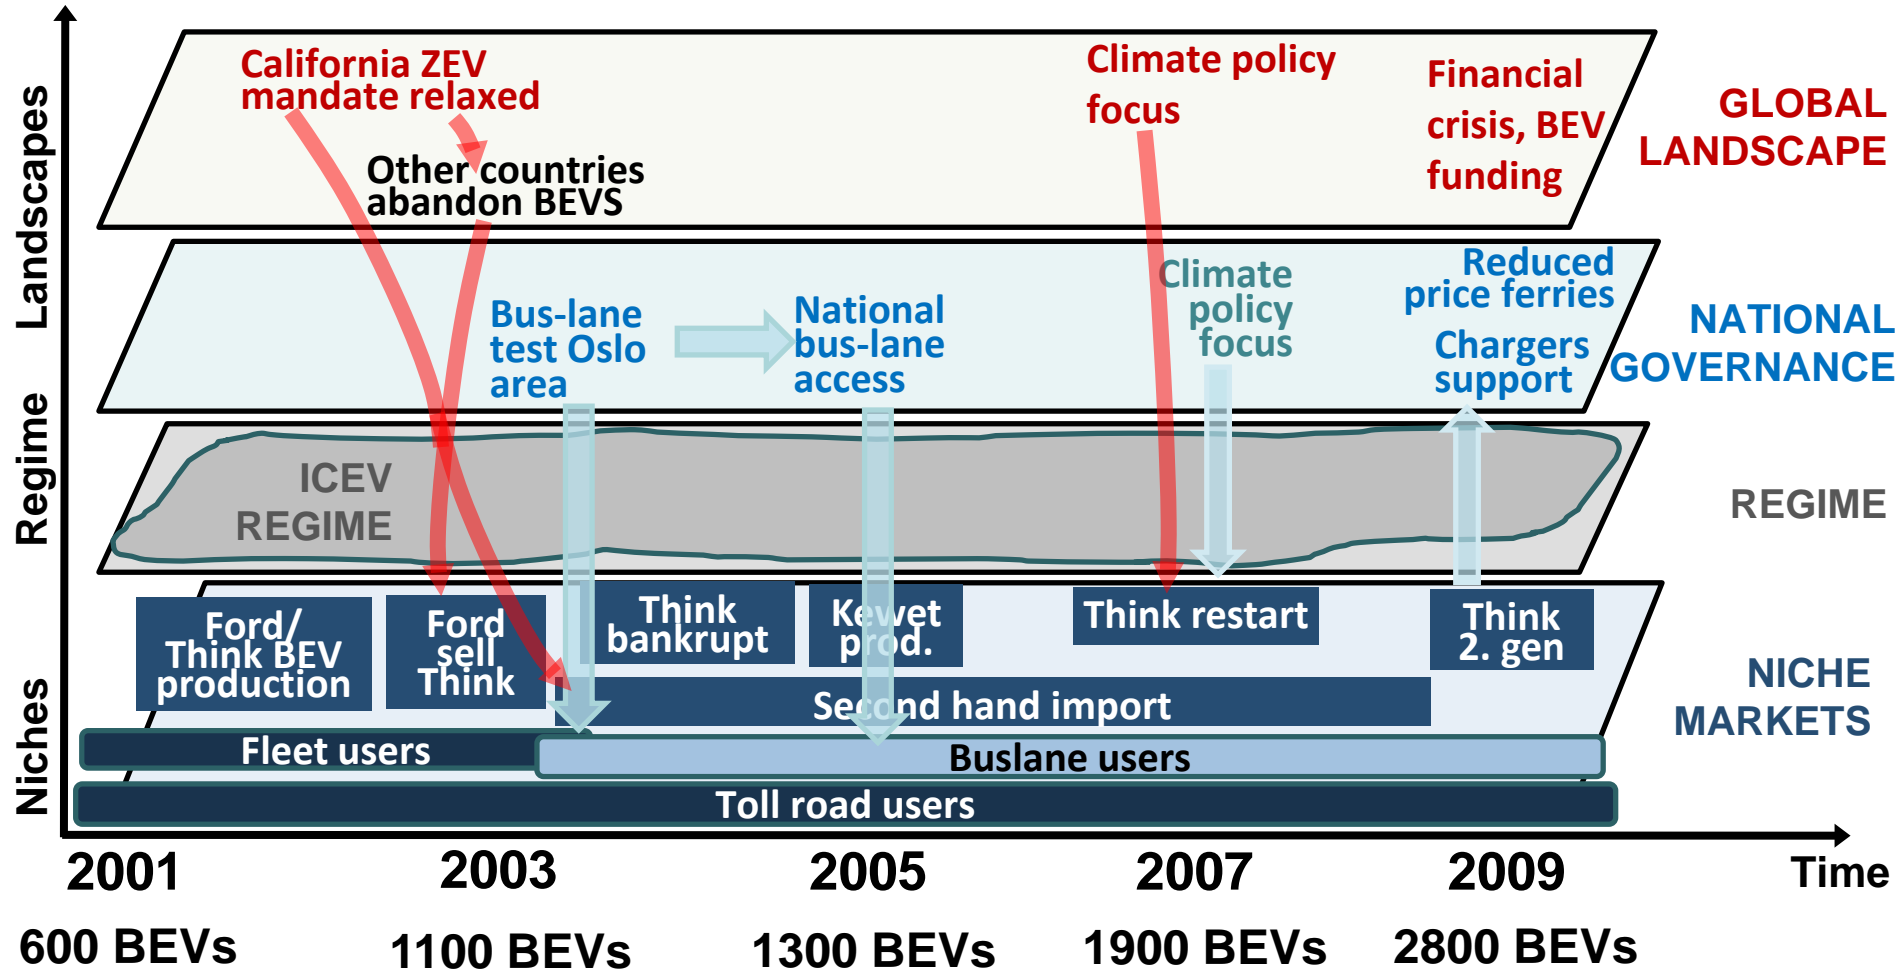 Landscapes
Regime
Niches
California ZEV
mandate relaxed
Other countries
abandon BEVS
Climate policy
focus
Financial
crisis, BEV
funding
GLOBAL
LANDSCAPE
Bus-lane
test Oslo
area
National
bus-lane
access
Climate
policy
focus
Reduced
price ferries
Chargers
support
NATIONAL
GOVERNANCE
ICEV
REGIME
REGIME
Ford/
Think BEV
production
Ford
sell
Think
Think
bankrupt
Kewet
prod.
Think restart
Think
2. gen
Second hand import
NICHE
MARKETS
Fleet users
Buslane users
Toll road users
2001
2003
2005
2007
2009
Time
600 BEVs
1100 BEVs
1300 BEVs
1900 BEVs
2800 BEVs